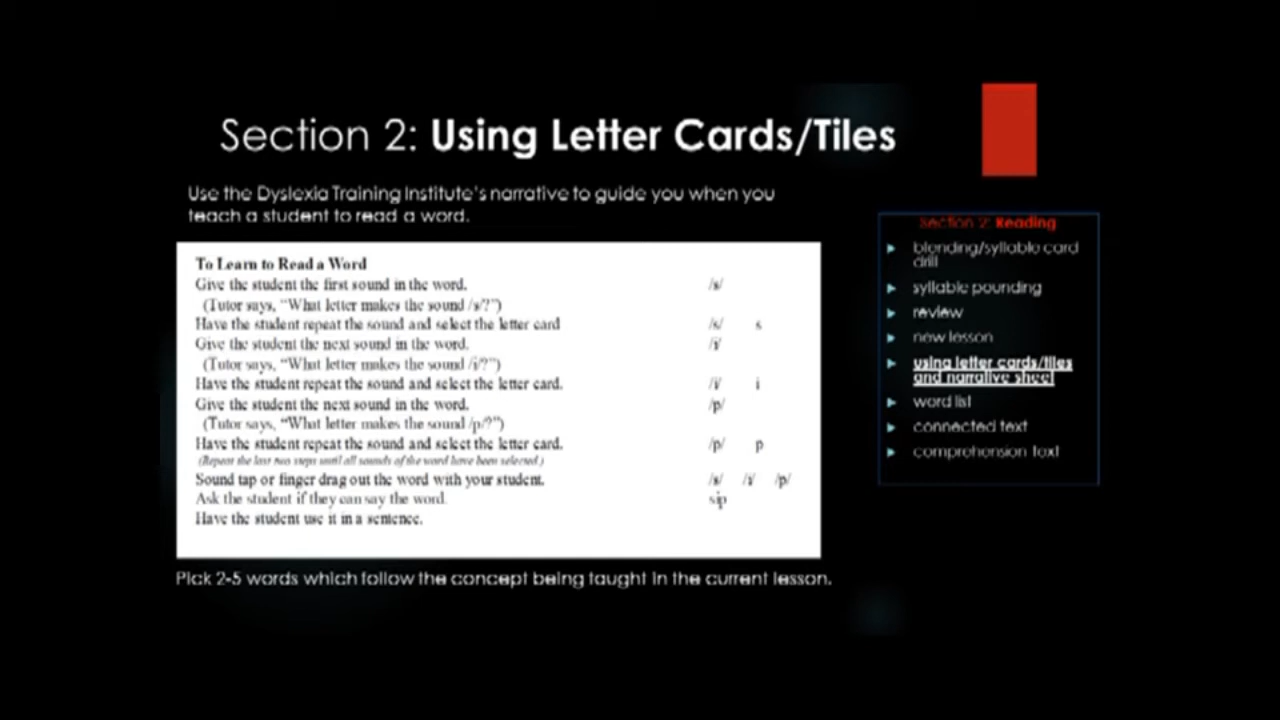 Section 2: Using Letter Cards/Tiles
Use the Dyslexia Training Institute's narrative to guide you when you
teach a student to read a word.
To Learn to Read a Word
Give the student the first sound in the word. /s/
(Tutor says, “What letter makes the sound /s/?”)
Have the student repeat the sound and select the letter card /s/ s
Give the student the next sound in the word. /i/
(Tutor says, “What letter makes the sound /i/?”)
Have the student repeat the sound and select the letter card. /i/ i
Give the student the next sound in the word. /p/
(Tutor says, “What letter makes the sound /p/?”)
Have the student repeat the sound and select the letter card. /p/ p
(Repeat the last two steps until all sounds of the word have been selected.)
Sound tap or finger drag out the word with your student. /s/ /i/ /p/
Ask the student if they can say the word. sip
Have the student use it in a sentence.
Pick 2-5 words which follow the concept being taught in the current lesson.
Section 2: Reading
blending/syllable card
drill
syllable pounding
review
new lesson
using letter cards/tiles
and narrative sheet
word list
connected text
comprehension text